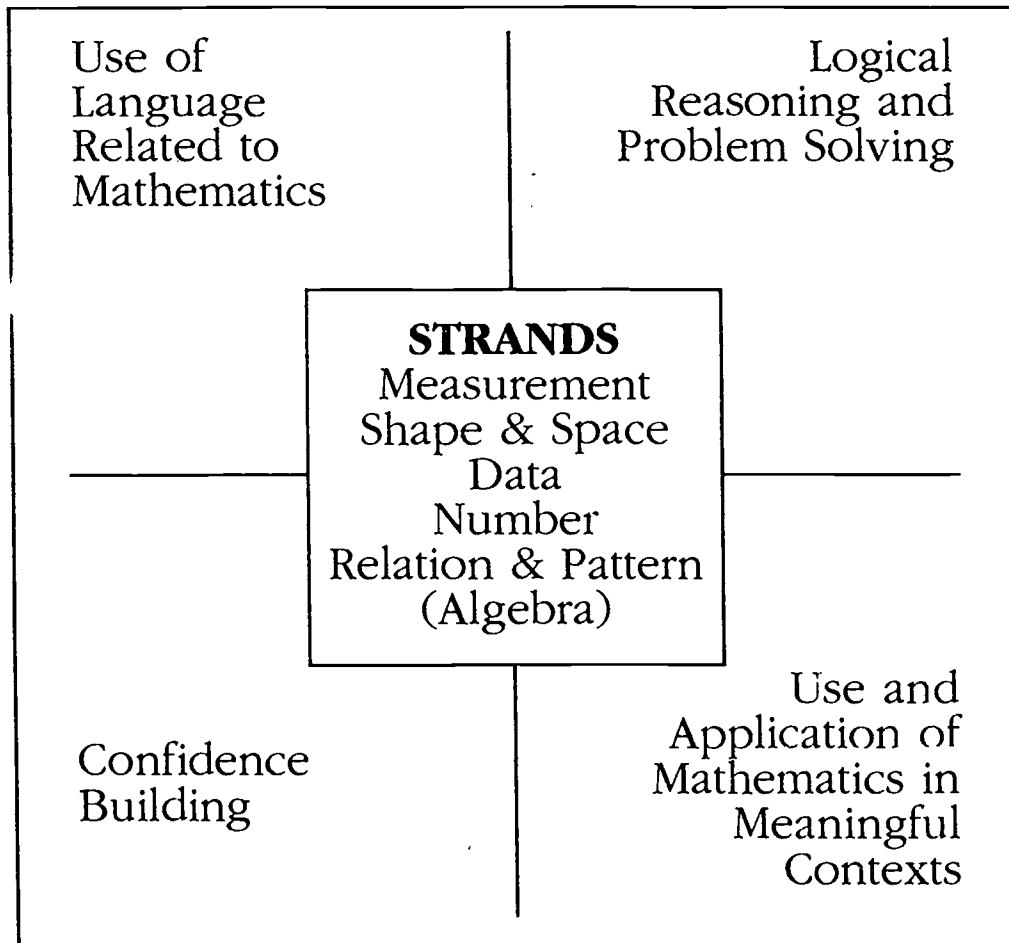 Use of
Language
Related to
Mathematics
Logical
Reasoning and
Problem Solving
STRANDS
Measurement
Shape & Space
Data
Number
Relation & Pattern
(Algebra)
Confidence
Building
Use and
Application of
Mathematics in
Meaningful
Contexts